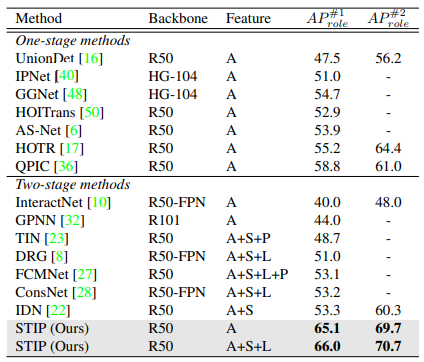 Method Backbone Feature AP^{#1}_{role} AP^{#2}_{role}
One-stage methods
UnionDet [16] R50 A 47.5 56.2
IPNet [40] HG-104 A 51.0 -
GGNet [48] HG-104 A 54.7 -
HOITrans [50] R50 A 52.9 -
AS-Net [6] R50 A 53.9 -
HOTR [17] R50 A 55.2 64.4
QPIC [36] R50 A 58.8 61.0
Two-stage methods
InteractNet [10] R50-FPN A 40.0 48.0
GPNN [32] R101 A 44.0 -
TIN [23] R50 A+S+P 48.7 -
DRG [8] R50-FPN A+S+L 51.0 -
FCMNet [27] R50 A+S+L+P 53.1 -
ConsNet [28] R50-FPN A+S+L 53.2 -
IDN [22] R50 A+S 53.3 60.3
STIP (Ours) R50 A 65.1 69.7
STIP (Ours) R50 A+S+L 66.0 70.7